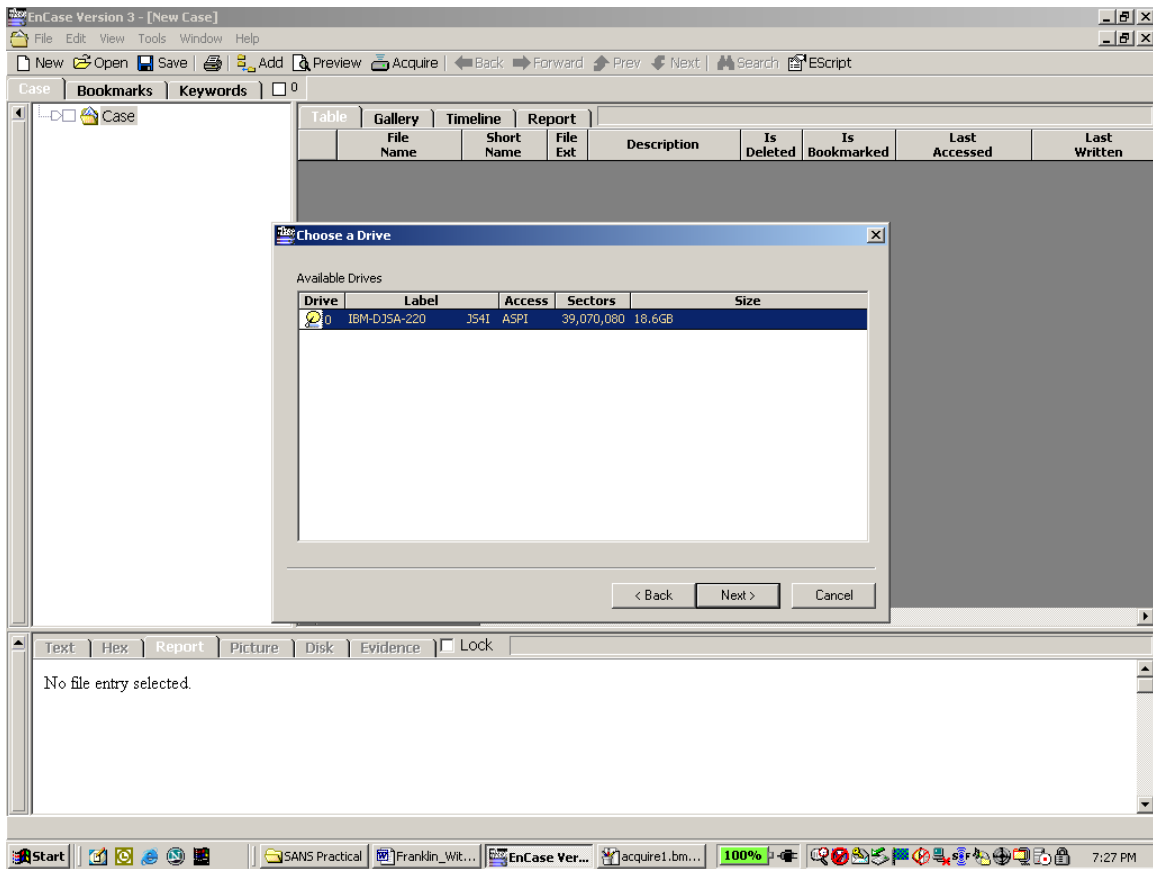 EnCase Version 3 - [New Case]
File Edit View Tools Window Help
New Open Save Add Preview Acquire Back Forward Prev Next Search EScript
Case Bookmarks Keywords 0
Case
Table Gallery Timeline Report
File Name Short Name File Ext Description Is Deleted Is Bookmarked Last Accessed Last Written
Choose a Drive
Available Drives
Drive Label Access Sectors Size
0 IBM-DJSA-220 JS4I ASPI 39,070,080 18.6GB
< Back Next > Cancel
Text Hex Report Picture Disk Evidence Lock
No file entry selected.
Start SANS Practical Franklin_Wit... EnCase Ver... acquire1.bm... 100% 7:27 PM